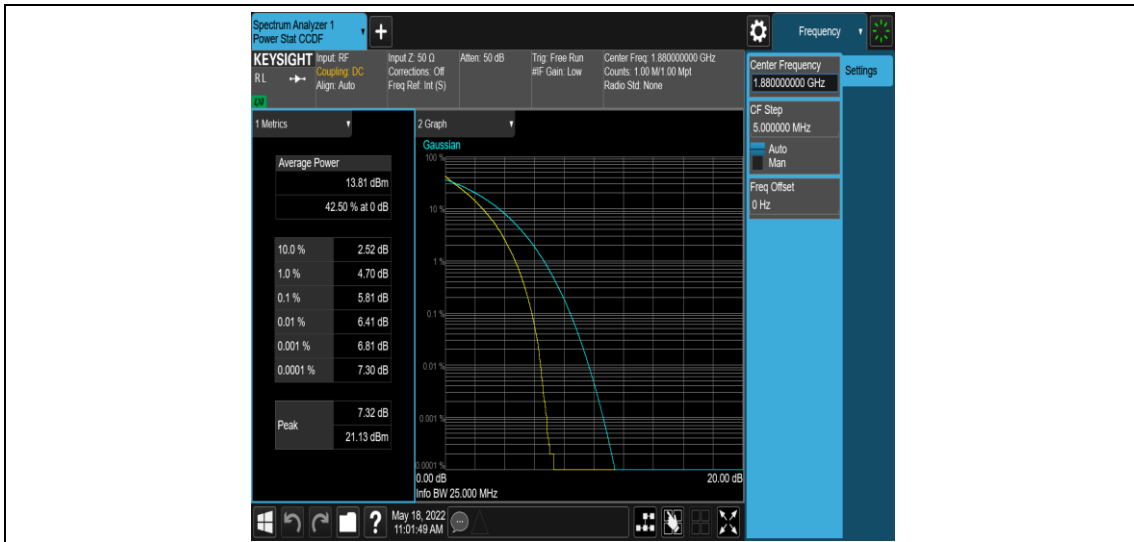 Spectrum Analyzer 1
Power Stat CCDF
+
Frequency
KEYSIGHT
RL
LXI
Input: RF
Coupling: DC
Align: Auto
Input Z: 50 Ω
Corrections: Off
Freq Ref: Int (S)
Atten: 50 dB
Trig: Free Run
#IF Gain: Low
Center Freq: 1.880000000 GHz
Counts: 1.00 M/1.00 Mpt
Radio Std: None
Center Frequency
1.880000000 GHz
Settings
CF Step
5.000000 MHz
Auto
Man
Freq Offset
0 Hz
1 Metrics
Average Power
13.81 dBm
42.50 % at 0 dB
10.0 % 2.52 dB
1.0 % 4.70 dB
0.1 % 5.81 dB
0.01 % 6.41 dB
0.001 % 6.81 dB
0.0001 % 7.30 dB
Peak
7.32 dB
21.13 dBm
2 Graph
Gaussian
100 %
10 %
1 %
0.1 %
0.01 %
0.001 %
0.0001 %
0.00 dB 20.00 dB
Info BW 25.000 MHz
?
May 18, 2022
11:01:49 AM